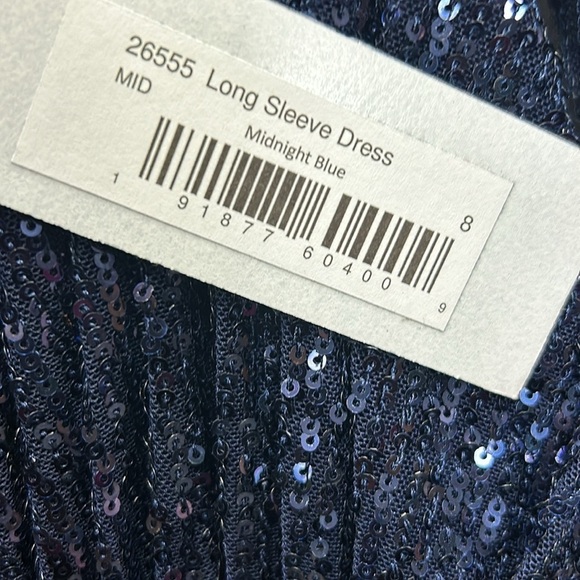 26555 Long Sleeve Dress
MID
Midnight Blue
8
1 91877 60400 9